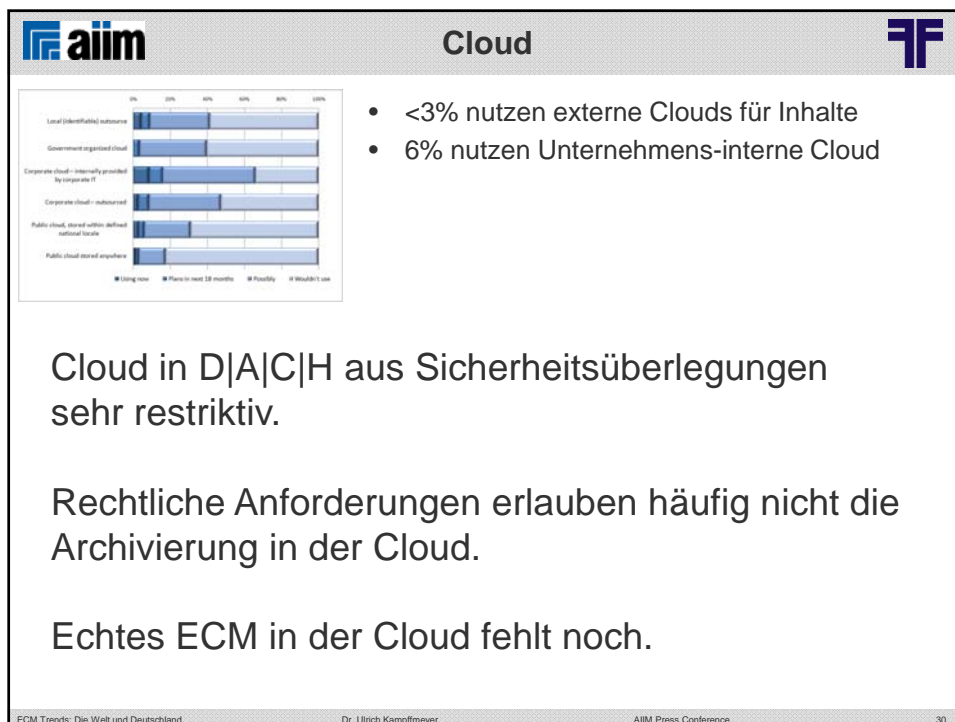 aiim
Cloud
0% 20% 40% 60% 80% 100%
Local (identifiable) outsource
Government organized cloud
Corporate cloud – internally provided
by corporate IT
Corporate cloud – outsourced
Public cloud, stored within defined
national locale
Public cloud stored anywhere
Using now Plans in next 18 months Possibly Wouldn't use
• <3% nutzen externe Clouds für Inhalte
• 6% nutzen Unternehmens-interne Cloud
Cloud in D|A|C|H aus Sicherheitsüberlegungen
sehr restriktiv.
Rechtliche Anforderungen erlauben häufig nicht die
Archivierung in der Cloud.
Echtes ECM in der Cloud fehlt noch.
ECM Trends: Die Welt und Deutschland Dr. Ulrich Kampffmeyer AIIM Press Conference 30